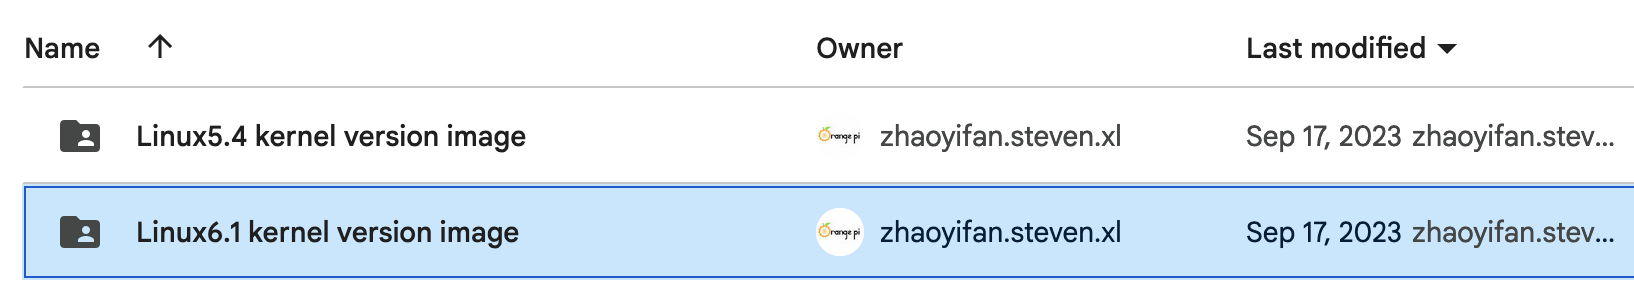 Name Owner Last modified
Linux5.4 kernel version image Orange pi zhaoyifan.steven.xl Sep 17, 2023 zhaoyifan.stev...
Linux6.1 kernel version image Orange pi zhaoyifan.steven.xl Sep 17, 2023 zhaoyifan.stev...